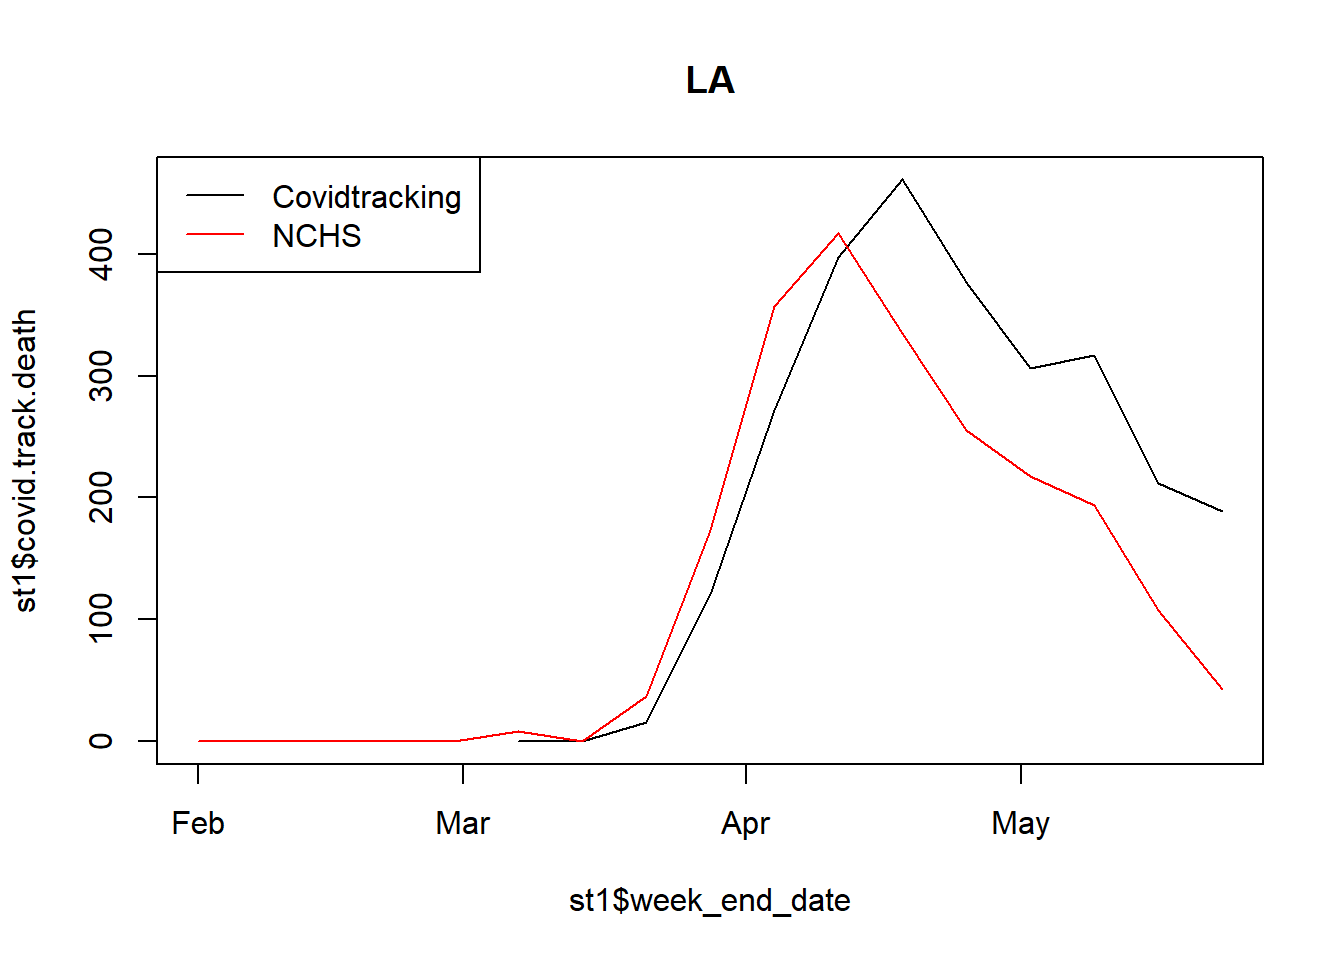 LA
Covidtracking
NCHS
st1$covid.track.death
400
300
200
100
0
Feb Mar Apr May
st1$week_end_date